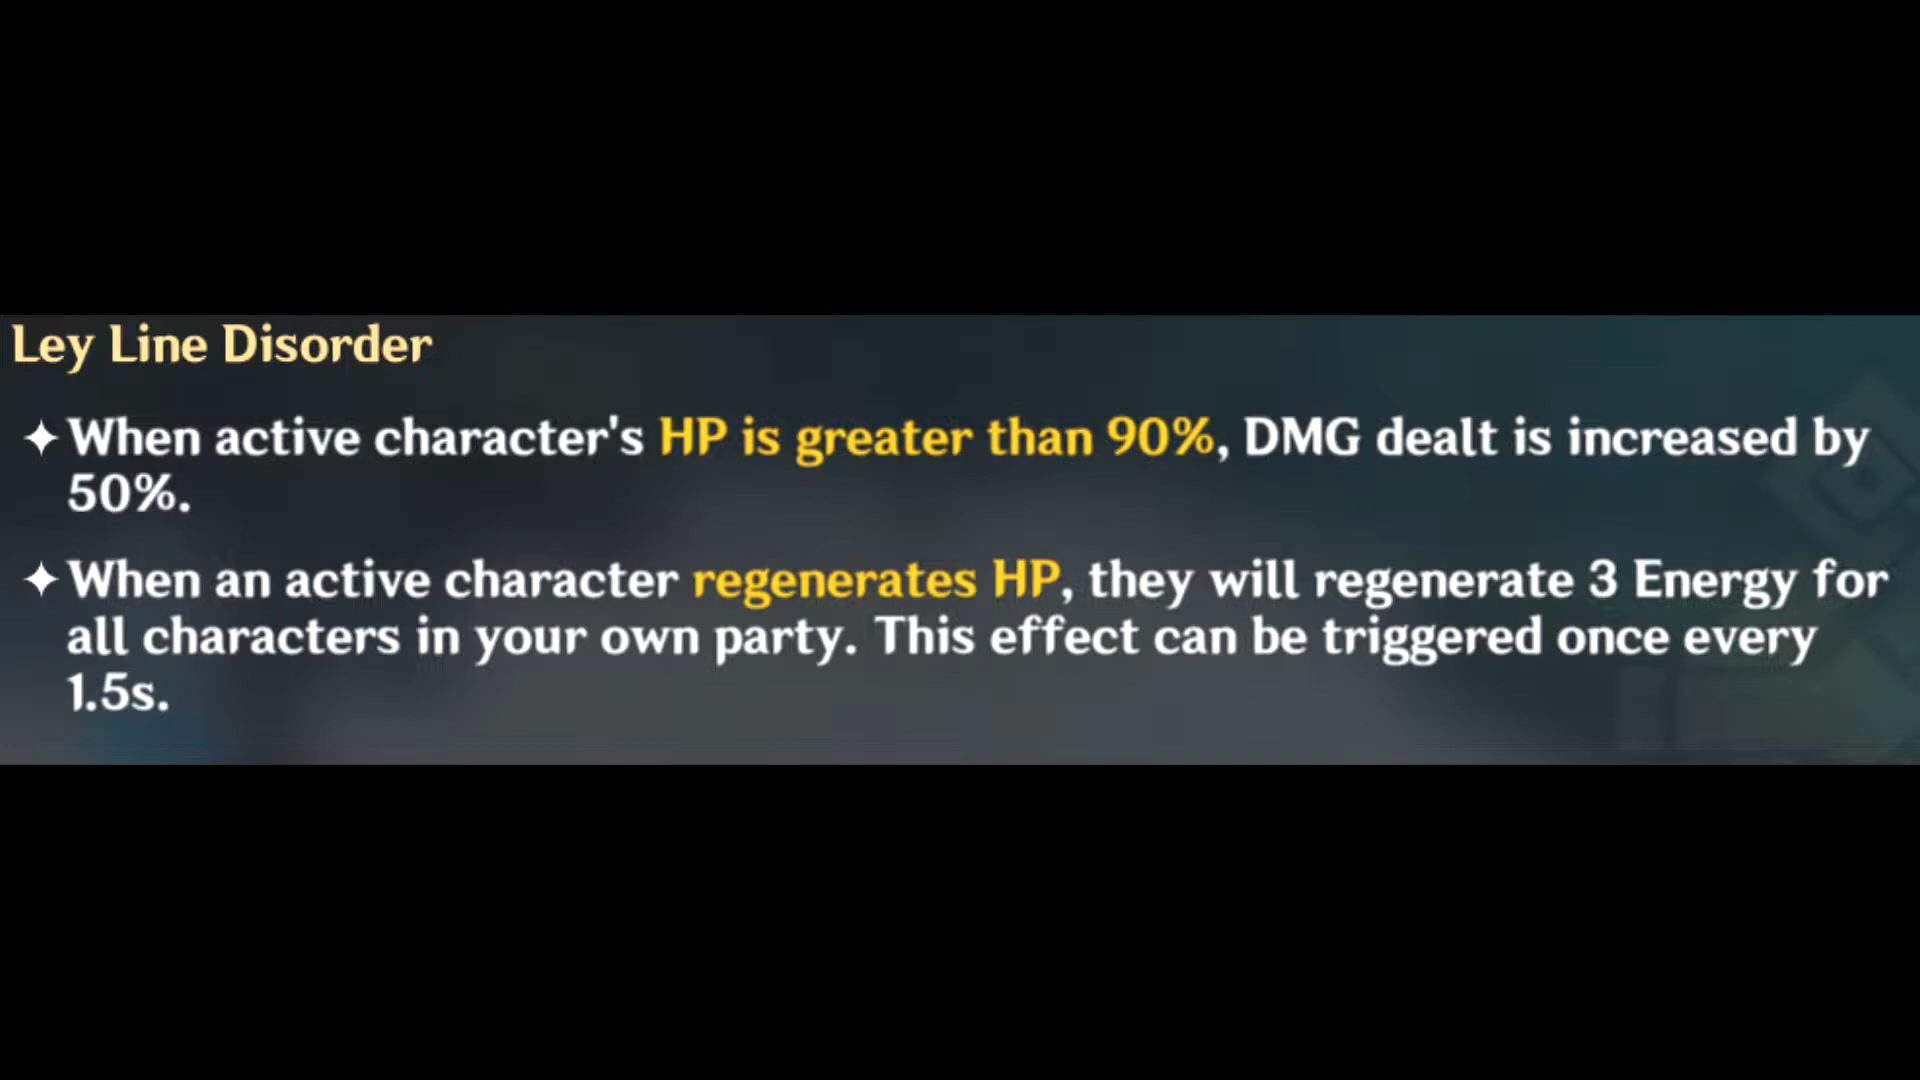 Ley Line Disorder
✦ When active character's HP is greater than 90%, DMG dealt is increased by
50%.
✦ When an active character regenerates HP, they will regenerate 3 Energy for
all characters in your own party. This effect can be triggered once every
1.5s.